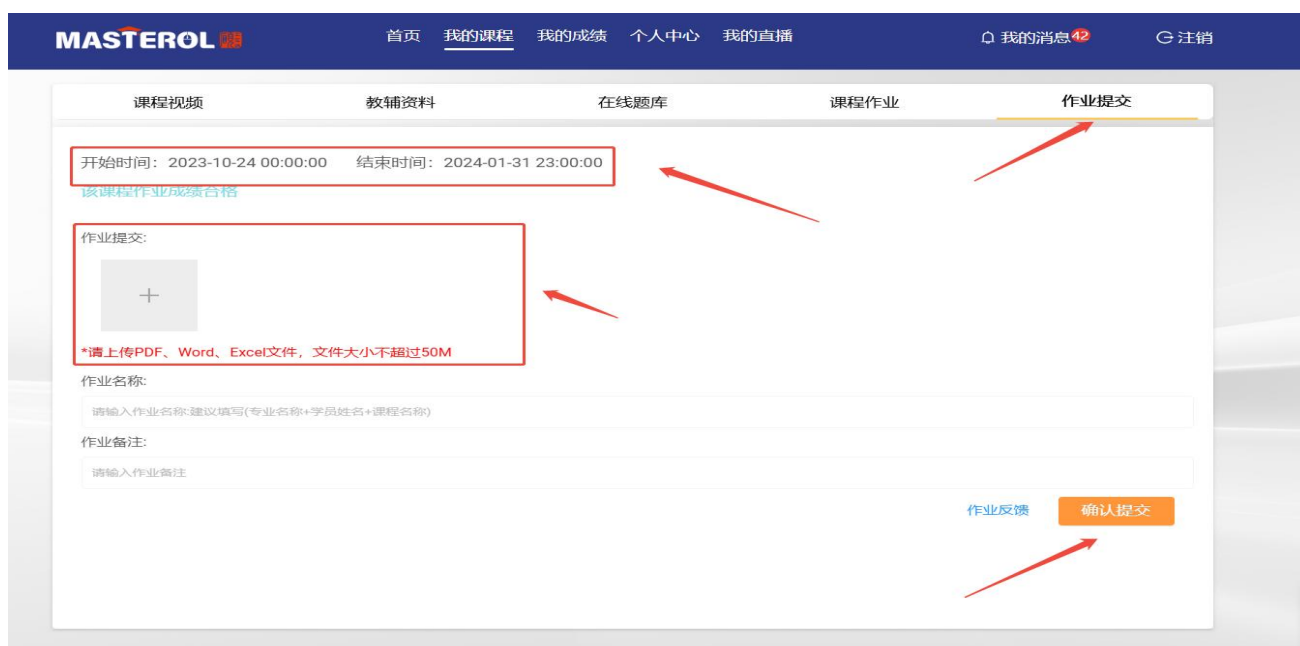 MASTEROL 首页 我的课程 我的成绩 个人中心 我的直播 我的消息42 注销
课程视频 教辅资料 在线题库 课程作业 作业提交
开始时间：2023-10-24 00:00:00 结束时间：2024-01-31 23:00:00
该课程作业成绩合格
作业提交:
*请上传PDF、Word、Excel文件，文件大小不超过50M
作业名称:
请输入作业名称:建议填写(专业名称+学员姓名+课程名称)
作业备注:
请输入作业备注
作业反馈 确认提交